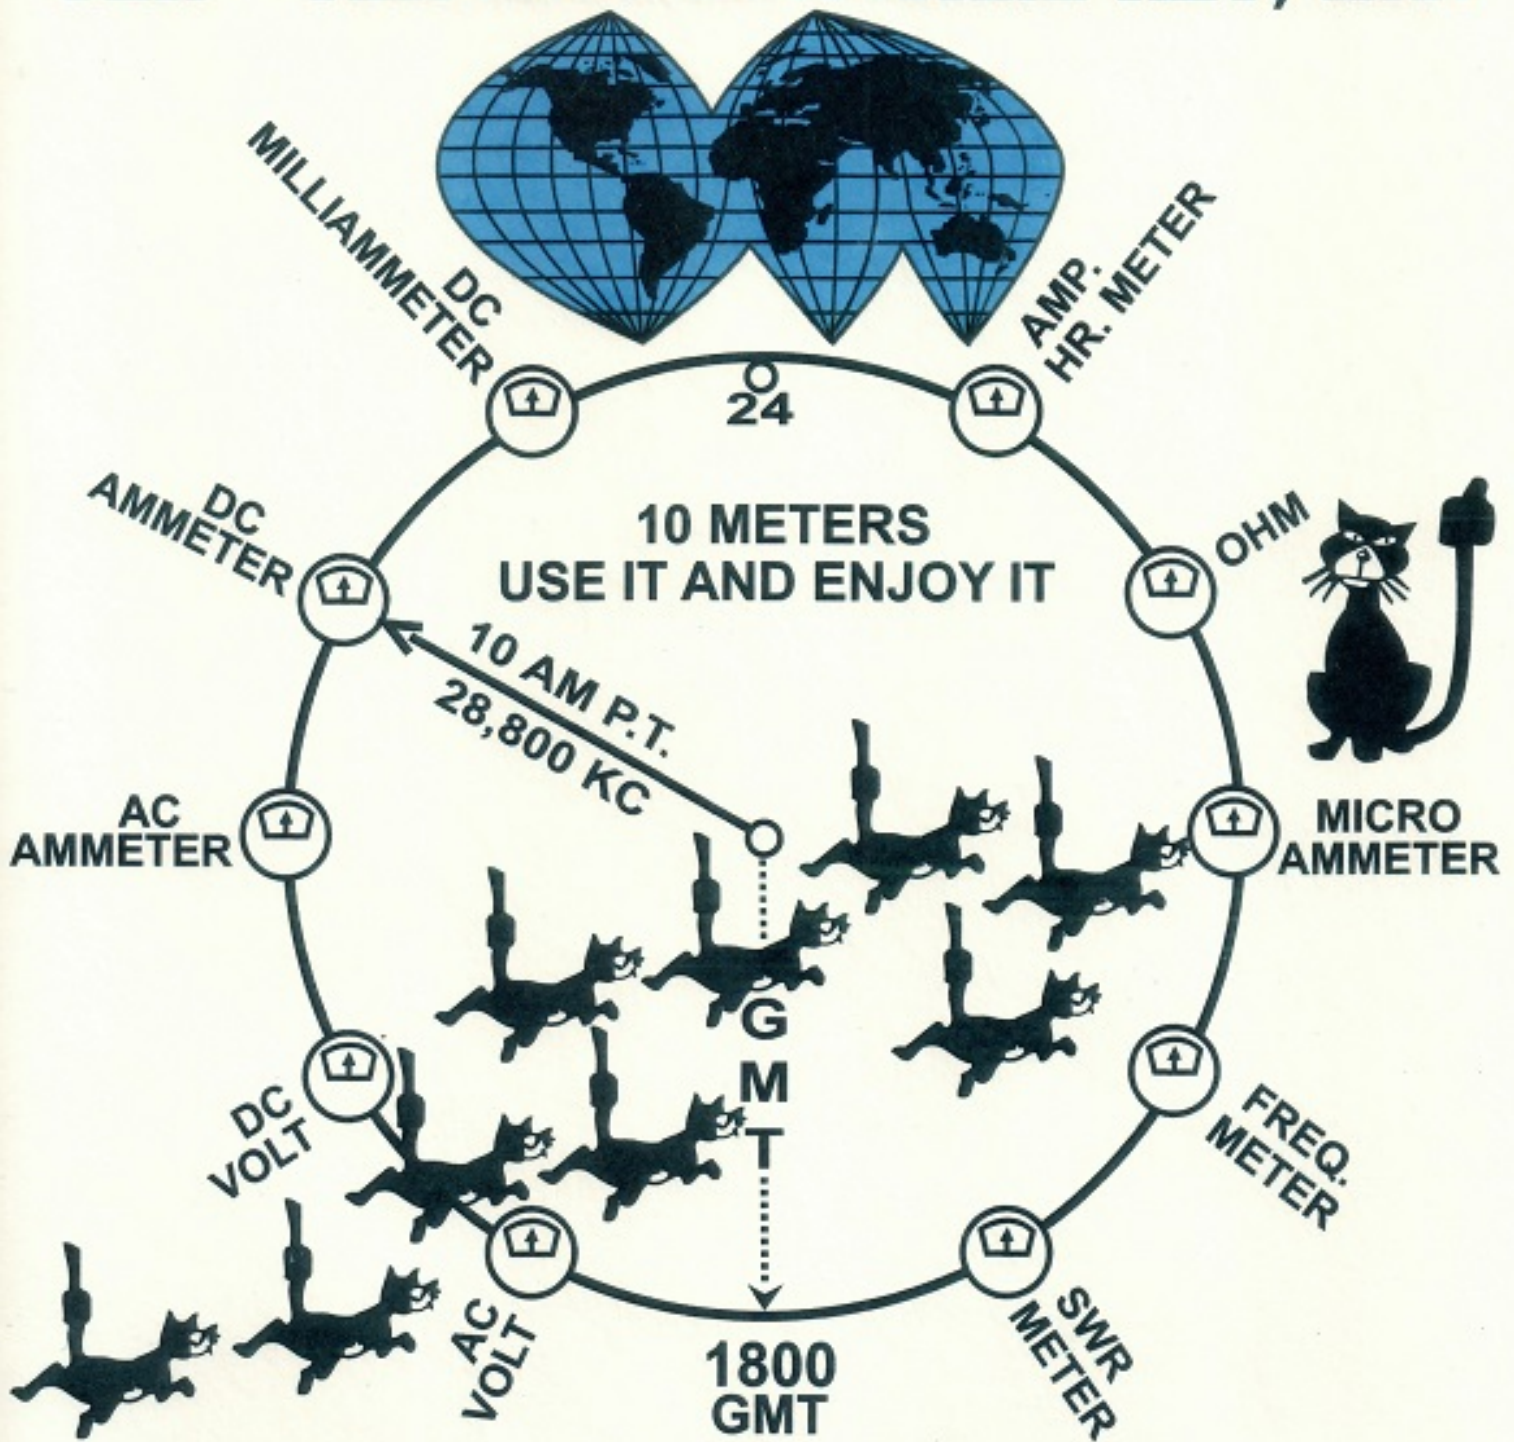 MILLIAMMETER
DC
AMP.
HR. METER
24
10 METERS
USE IT AND ENJOY IT
DC
AMMETER
OHM
10 AM P.T.
28,800 KC
AC
AMMETER
MICRO
AMMETER
G
M
T
DC
VOLT
FREQ.
METER
AC
VOLT
SWR
METER
1800
GMT